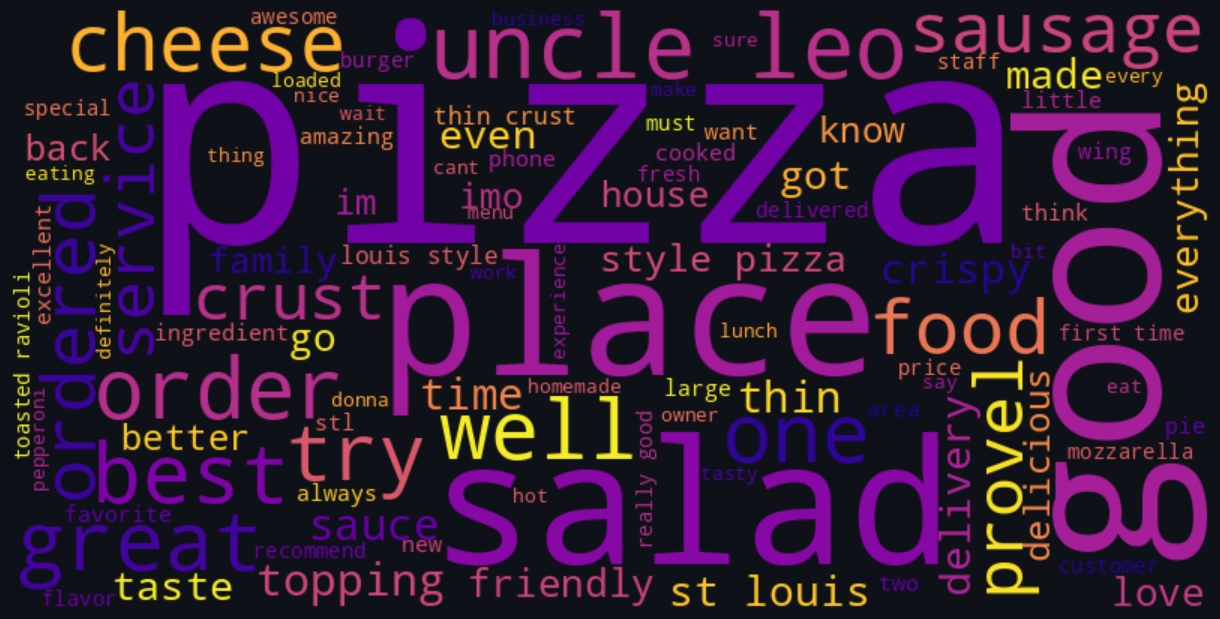 awesome
business
cheese
uncle leo
sure
sausage
burger
staff
loaded
made
every
nice
make
little
special
wait
thin crust
must
want
know
everything
back
service
thing
amazing
even
cooked
wing
eating
cant
phone
fresh
got
pizza
good
im
imo
menu
house
delivered
think
ordered
excellent
family
louis style
work
style pizza
crispy
bit
toasted ravioli
definitely
crust
place
experience
ingredient
go
lunch
food
first time
order
donna
time
homemade
large
thin
price
say
eat
pepperoni
stl
owner
area
pie
better
try
well
really good
one
delivery
provel
delicious
mozzarella
best
always
hot
salad
tasty
favorite
sauce
great
recommend
new
customer
flavor
taste
topping
friendly
st louis
two
love